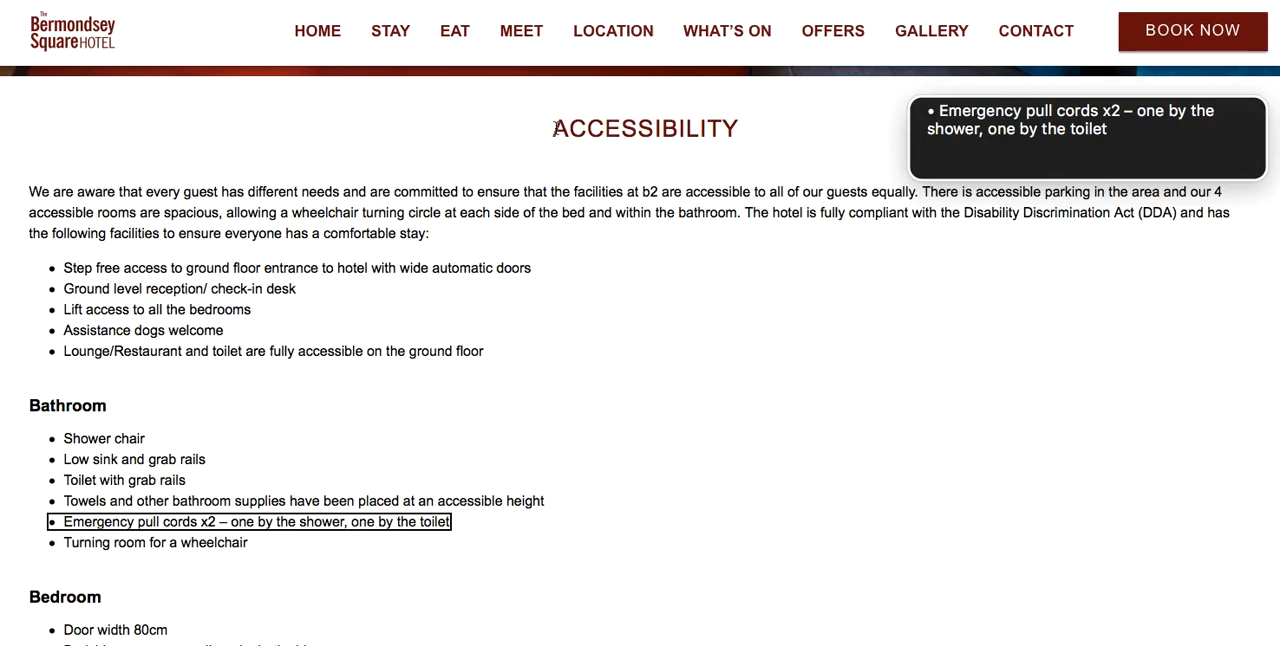 The
Bermondsey
Square HOTEL
HOME STAY EAT MEET LOCATION WHAT'S ON OFFERS GALLERY CONTACT BOOK NOW
ACCESSIBILITY
• Emergency pull cords x2 – one by the
shower, one by the toilet
We are aware that every guest has different needs and are committed to ensure that the facilities at b2 are accessible to all of our guests equally. There is accessible parking in the area and our 4
accessible rooms are spacious, allowing a wheelchair turning circle at each side of the bed and within the bathroom. The hotel is fully compliant with the Disability Discrimination Act (DDA) and has
the following facilities to ensure everyone has a comfortable stay:
• Step free access to ground floor entrance to hotel with wide automatic doors
• Ground level reception/ check-in desk
• Lift access to all the bedrooms
• Assistance dogs welcome
• Lounge/Restaurant and toilet are fully accessible on the ground floor
Bathroom
• Shower chair
• Low sink and grab rails
• Toilet with grab rails
• Towels and other bathroom supplies have been placed at an accessible height
• Emergency pull cords x2 – one by the shower, one by the toilet
• Turning room for a wheelchair
Bedroom
• Door width 80cm